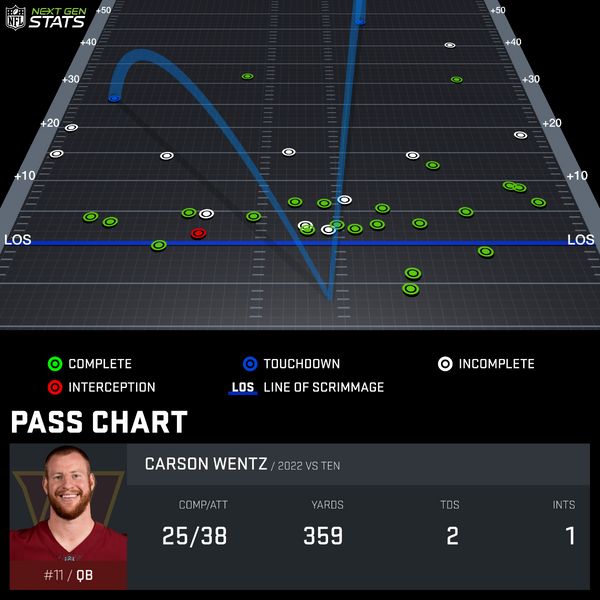 NFL NEXT GEN STATS
+50 +50
+40 +40
+30 +30
+20 +20
+10 +10
LOS LOS
COMPLETE TOUCHDOWN INCOMPLETE
INTERCEPTION LOS LINE OF SCRIMMAGE
PASS CHART
CARSON WENTZ / 2022 VS TEN
COMP/ATT YARDS TDS INTS
25/38 359 2 1
#11 / QB